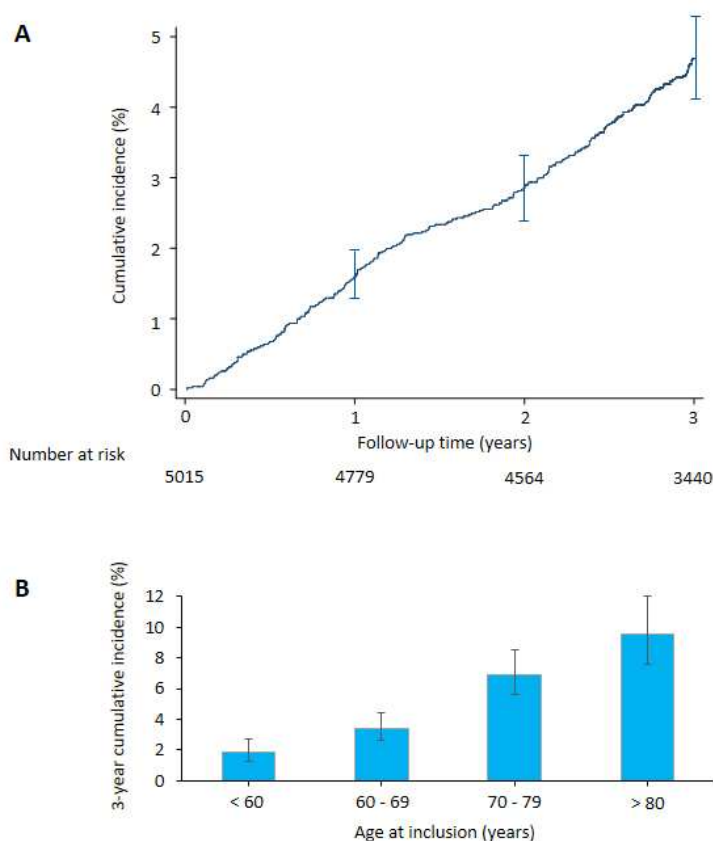 A
Cumulative incidence (%)
5
4
3
2
1
0
0 1 2 3
Follow-up time (years)
Number at risk
5015 4779 4564 3440
B
3-year cumulative incidence (%)
12
10
8
6
4
2
0
< 60 60 - 69 70 - 79 > 80
Age at inclusion (years)